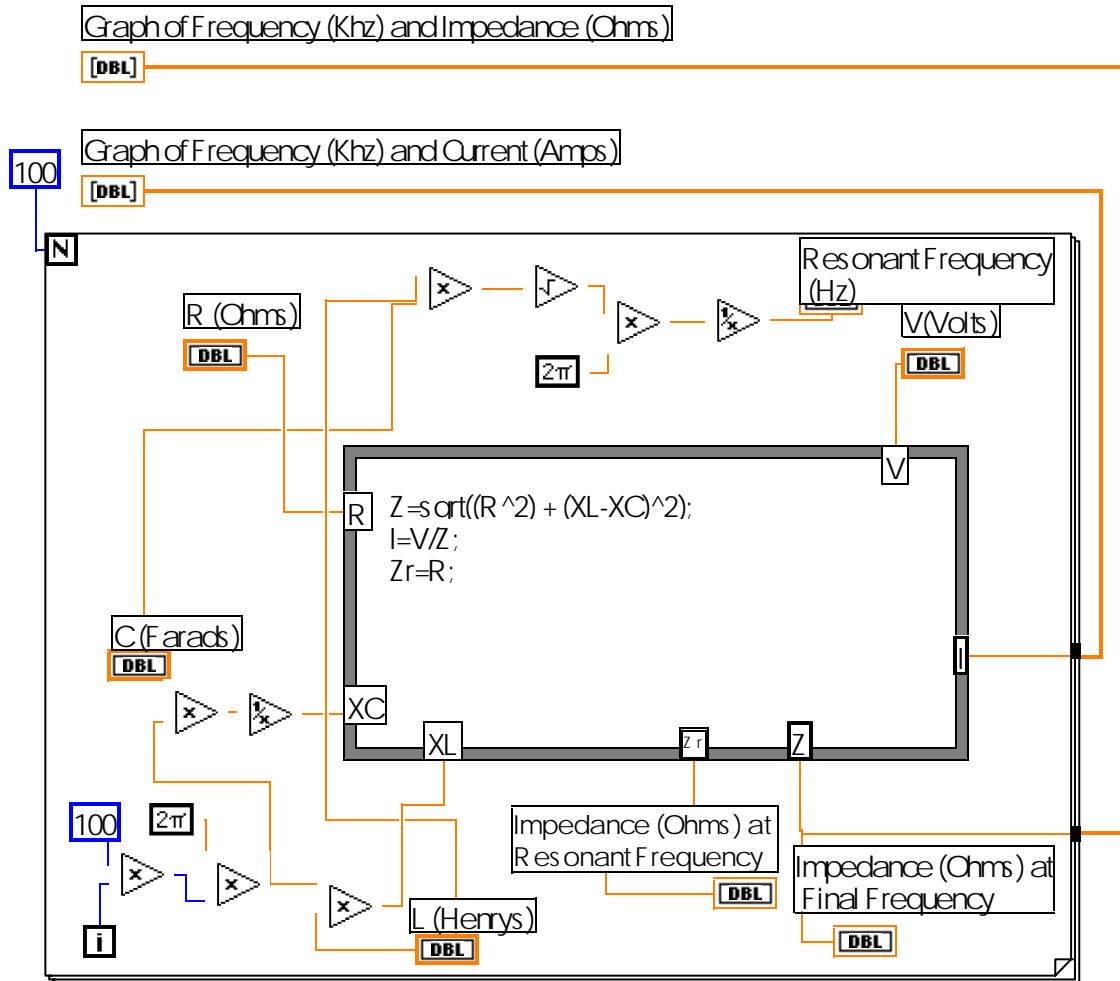 Graph of Frequency (Khz) and Impedance (Ohms)
[DBL]
Graph of Frequency (Khz) and Current (Amps)
100
[DBL]
N
Resonant Frequency
(Hz)
x
√
R (Ohms)
x
1/x
V(Volts)
DBL
2π
DBL
V
R
Z=sqrt((R^2) + (XL-XC)^2);
I=V/Z;
Zr=R;
C (Farads)
DBL
I
XC
x
1/x
XL
Zr
Z
100
2π
Impedance (Ohms) at
Resonant Frequency
DBL
Impedance (Ohms) at
Final Frequency
DBL
x
x
x
L (Henrys)
DBL
i